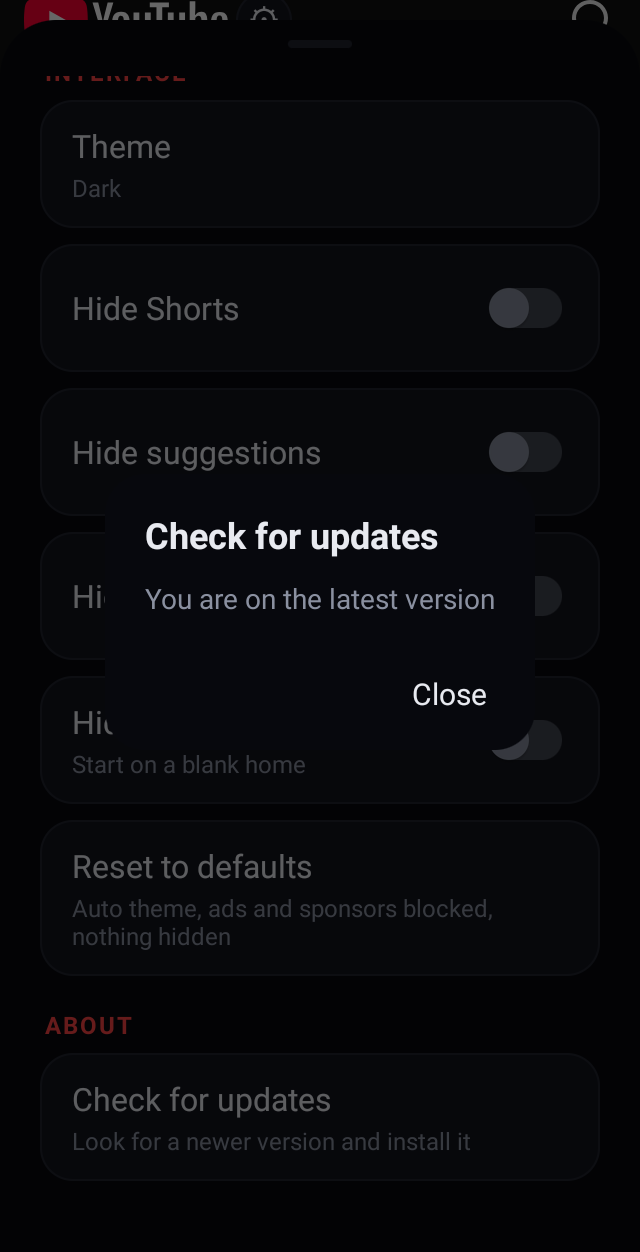 YouTube
INTERFACE
Theme
Dark
Hide Shorts
Hide suggestions
Check for updates
You are on the latest version
Close
Start on a blank home
Reset to defaults
Auto theme, ads and sponsors blocked,
nothing hidden
ABOUT
Check for updates
Look for a newer version and install it